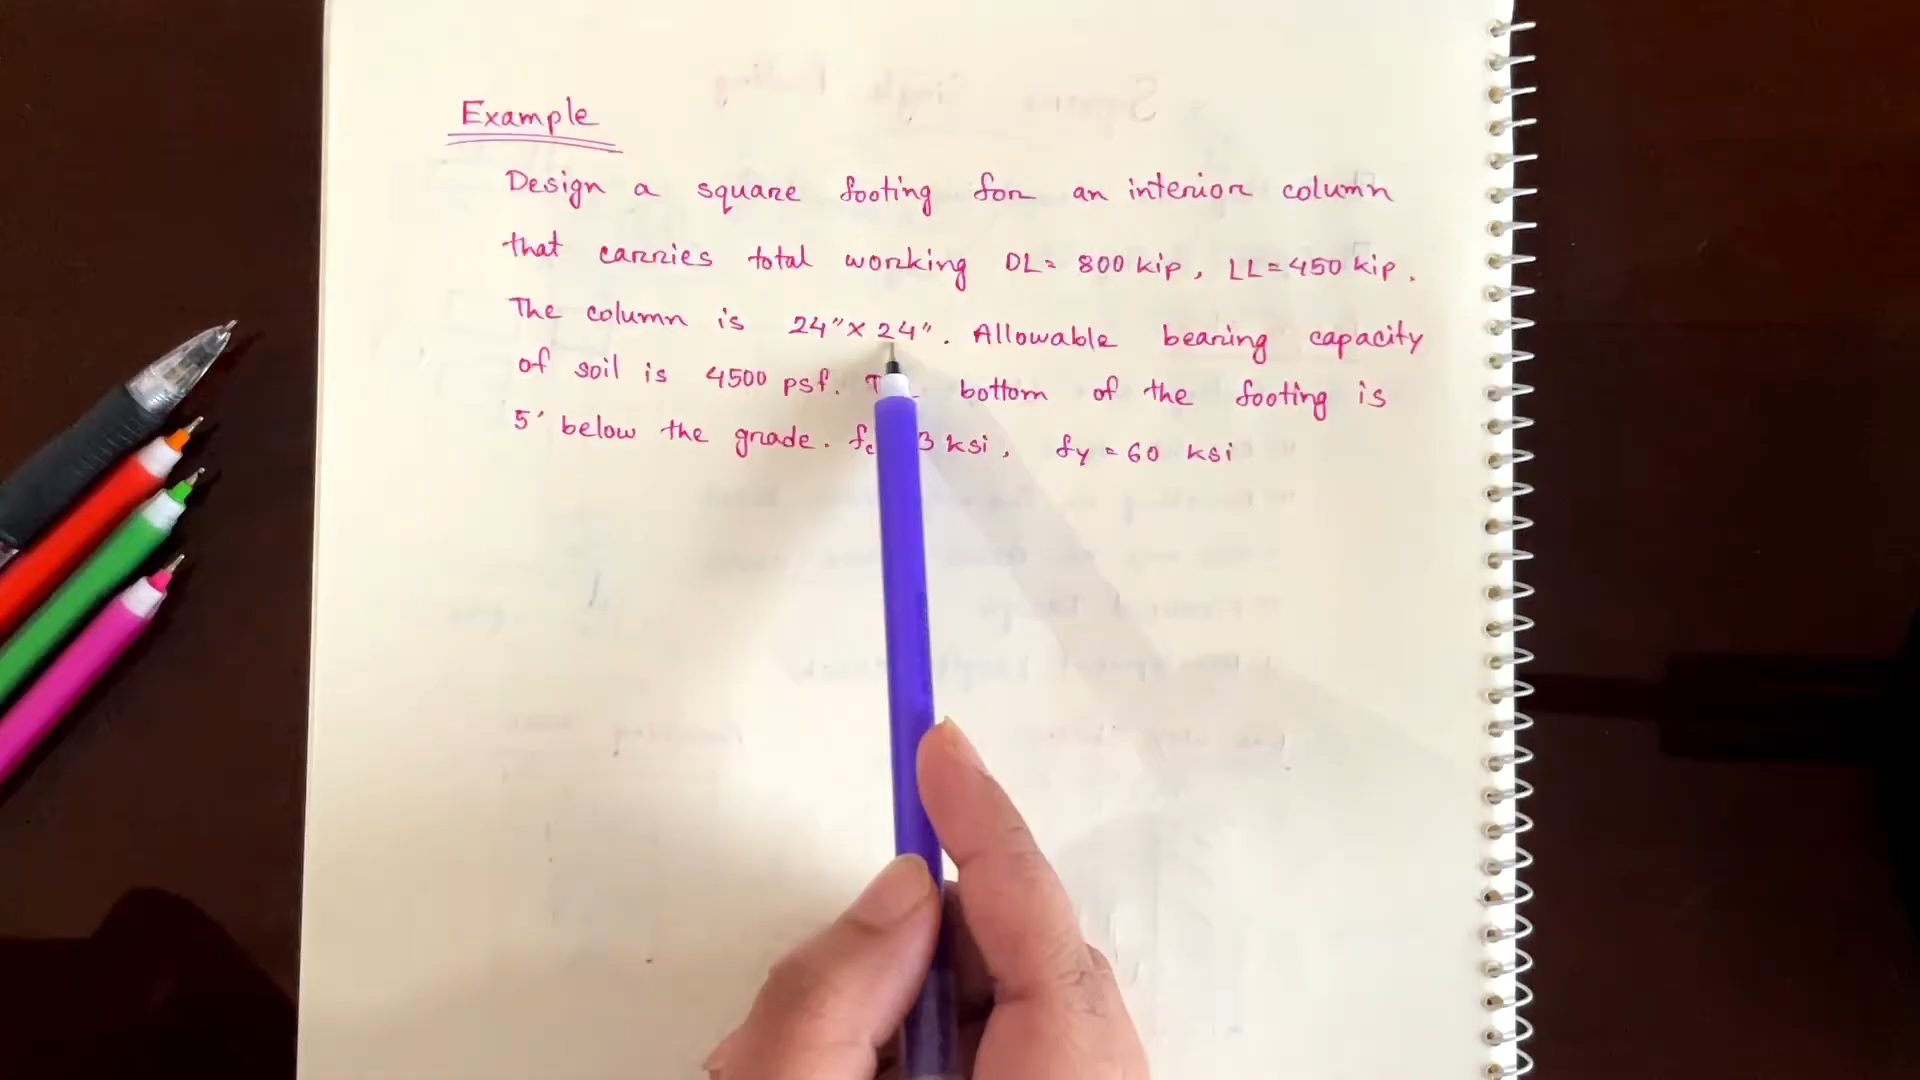 Example
Design a square footing for an interior column
that carries total working DL= 800 kip, LL=450 kip.
The column is 24"x 24". Allowable bearing capacity
of soil is 4500 psf. bottom of the footing is
5' below the grade. 3 ksi, fy = 60 ksi